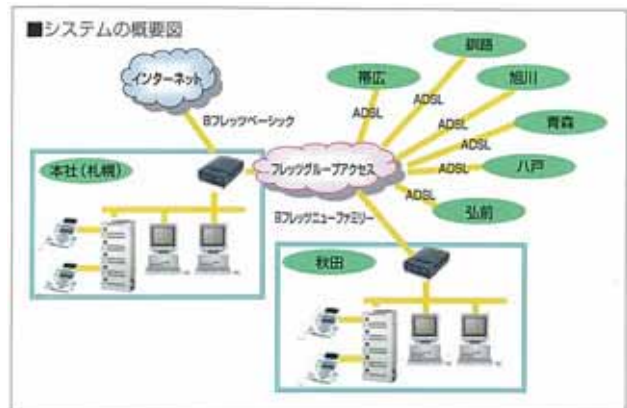 ■システムの概要図
インターネット
Bフレッツベーシック
本社(札幌)
フレッツグループアクセス
帯広
釧路
旭川
青森
八戸
弘前
ADSL
ADSL
ADSL
ADSL
ADSL
ADSL
Bフレッツニューファミリー
秋田